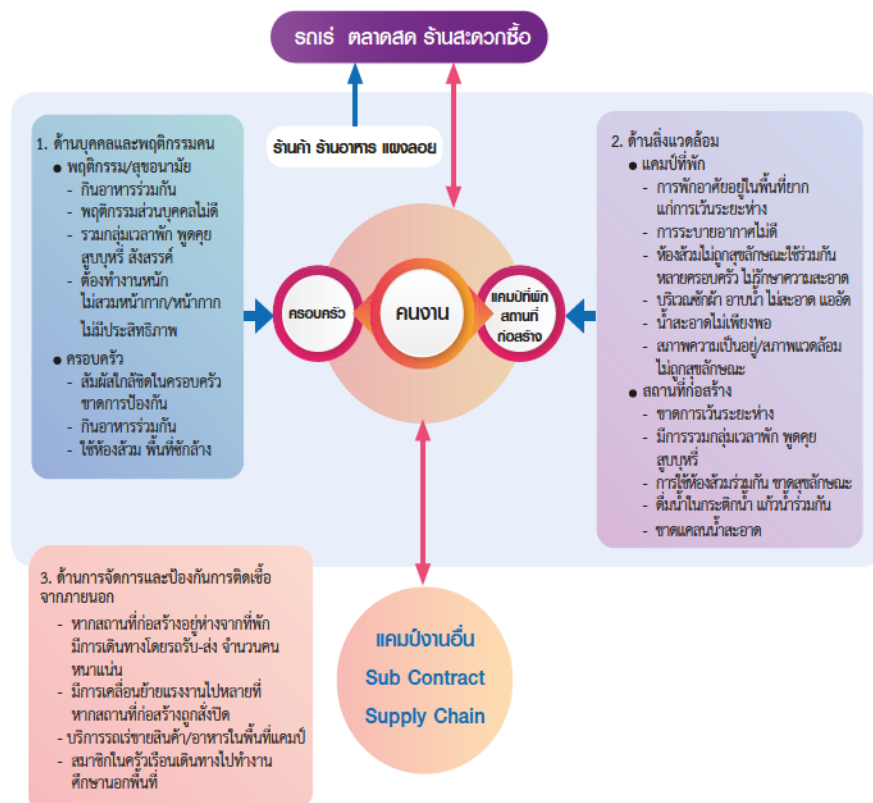 รถเร่ ตลาดสด ร้านสะดวกซื้อ
ร้านค้า ร้านอาหาร แผงลอย
1. ด้านบุคคลและพฤติกรรมคน
● พฤติกรรม/สุขอนามัย
- กินอาหารร่วมกัน
- พฤติกรรมส่วนบุคคลไม่ดี
- รวมกลุ่มเวลาพัก พูดคุย
สูบบุหรี่ สังสรรค์
- ต้องทำงานหนัก
ไม่สวมหน้ากาก/หน้ากาก
ไม่มีประสิทธิภาพ
● ครอบครัว
- สัมผัสใกล้ชิดในครอบครัว
ขาดการป้องกัน
- กินอาหารร่วมกัน
- ใช้ห้องส้วม พื้นที่ซักล้าง
ครอบครัว
คนงาน
แคมป์ที่พัก
สถานที่
ก่อสร้าง
2. ด้านสิ่งแวดล้อม
● แคมป์ที่พัก
- การพักอาศัยอยู่ในพื้นที่ยาก
แก่การเว้นระยะห่าง
- การระบายอากาศไม่ดี
- ห้องส้วมไม่ถูกสุขลักษณะใช้ร่วมกัน
หลายครอบครัว ไม่รักษาความสะอาด
- บริเวณซักผ้า อาบน้ำ ไม่สะอาด แออัด
- น้ำสะอาดไม่เพียงพอ
- สภาพความเป็นอยู่/สภาพแวดล้อม
ไม่ถูกสุขลักษณะ
● สถานที่ก่อสร้าง
- ขาดการเว้นระยะห่าง
- มีการรวมกลุ่มเวลาพัก พูดคุย
สูบบุหรี่
- การใช้ห้องส้วมร่วมกัน ขาดสุขลักษณะ
- ดื่มน้ำในกระติกน้ำ แก้วน้ำร่วมกัน
- ขาดแคลนน้ำสะอาด
3. ด้านการจัดการและป้องกันการติดเชื้อ
จากภายนอก
- หากสถานที่ก่อสร้างอยู่ห่างจากที่พัก
มีการเดินทางโดยรถรับ-ส่ง จำนวนคน
หนาแน่น
- มีการเคลื่อนย้ายแรงงานไปหลายที่
หากสถานที่ก่อสร้างถูกสั่งปิด
- บริการรถเร่ขายสินค้า/อาหารในพื้นที่แคมป์
- สมาชิกในครัวเรือนเดินทางไปทำงาน
ศึกษานอกพื้นที่
แคมป์งานอื่น
Sub Contract
Supply Chain